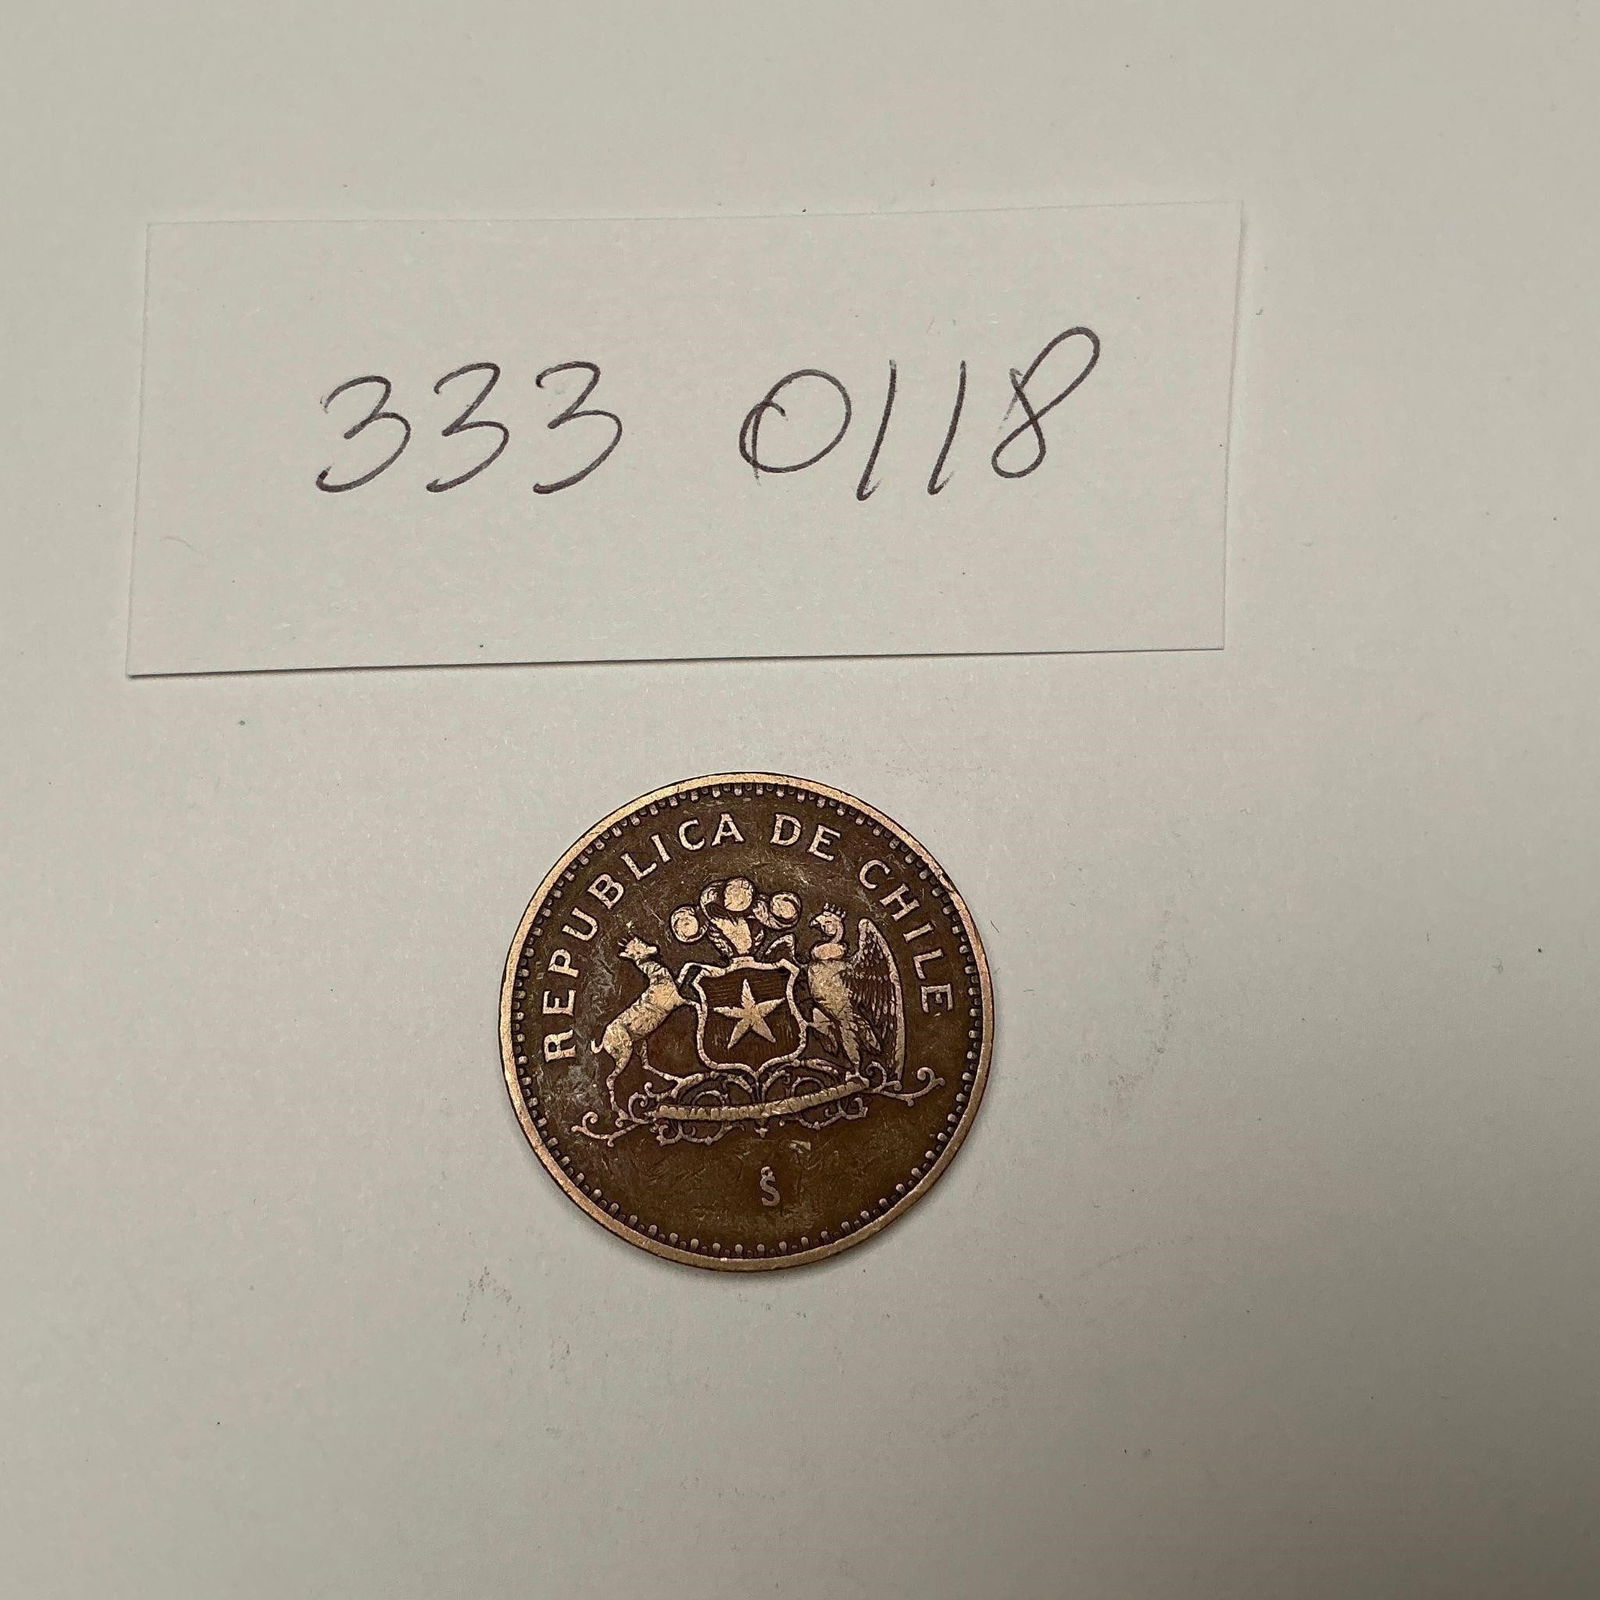 333 0118
REPUBLICA DE CHILE
Š